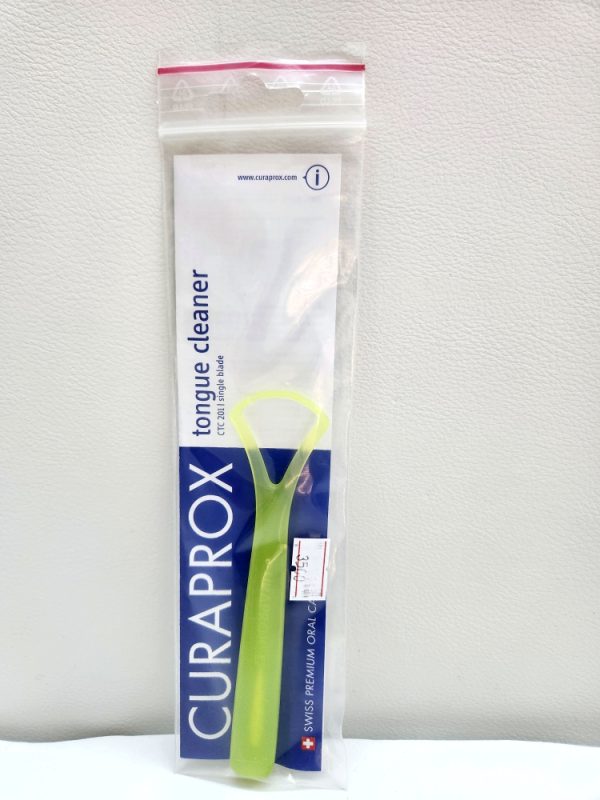 www.curaprox.com
i
tongue cleaner
CTC 201 | single blade
CURAPROX
SWISS PREMIUM ORAL CA